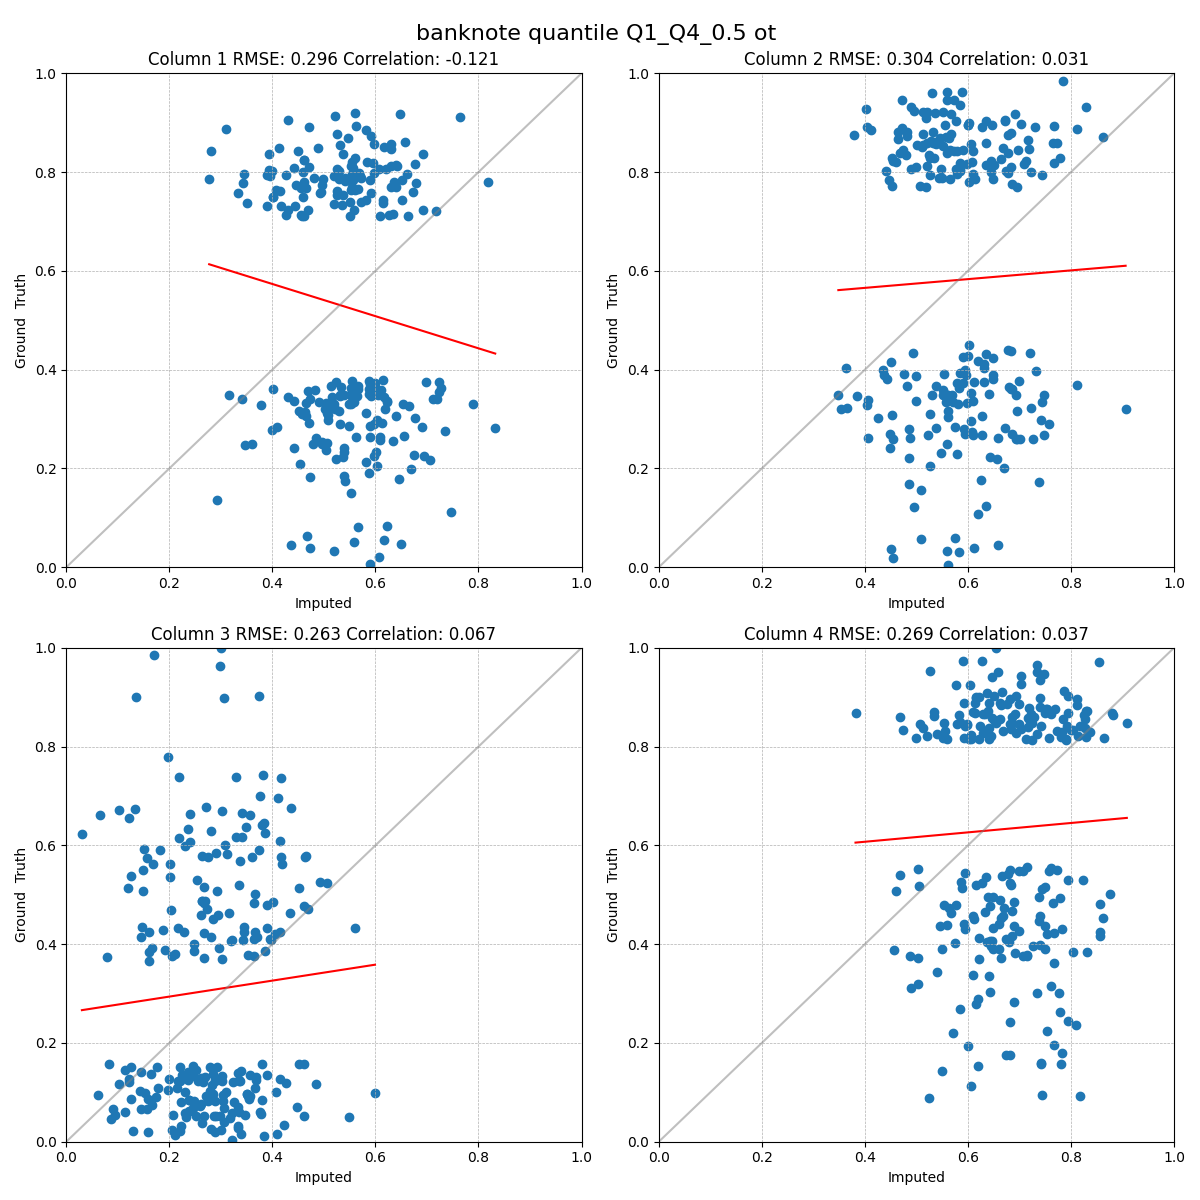 banknote quantile Q1_Q4_0.5 ot
Column 1 RMSE: 0.296 Correlation: -0.121
1.0
0.8
0.6
0.4
0.2
0.0
Ground Truth
0.0 0.2 0.4 0.6 0.8 1.0
Imputed
Column 2 RMSE: 0.304 Correlation: 0.031
1.0
0.8
0.6
0.4
0.2
0.0
Ground Truth
0.0 0.2 0.4 0.6 0.8 1.0
Imputed
Column 3 RMSE: 0.263 Correlation: 0.067
1.0
0.8
0.6
0.4
0.2
0.0
Ground Truth
0.0 0.2 0.4 0.6 0.8 1.0
Imputed
Column 4 RMSE: 0.269 Correlation: 0.037
1.0
0.8
0.6
0.4
0.2
0.0
Ground Truth
0.0 0.2 0.4 0.6 0.8 1.0
Imputed